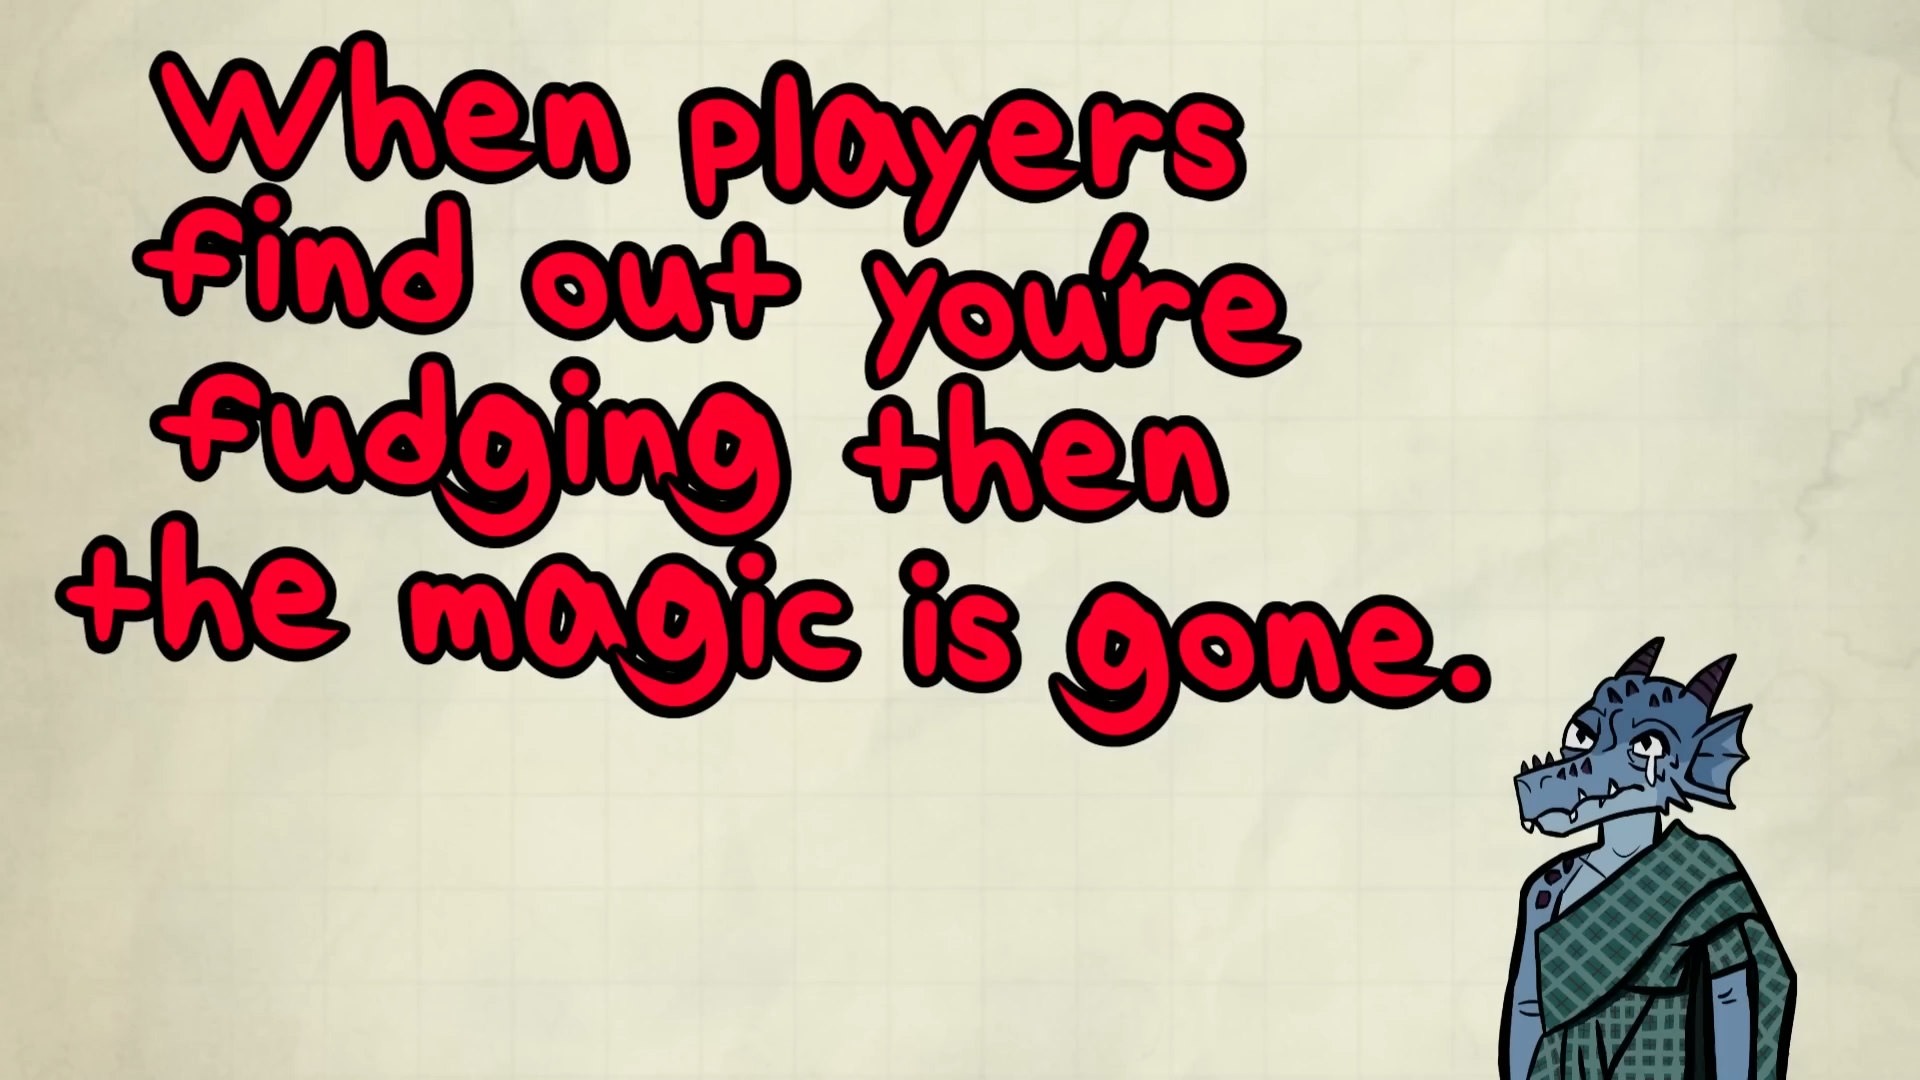 When players
find out you're
fudging then
the magic is gone.